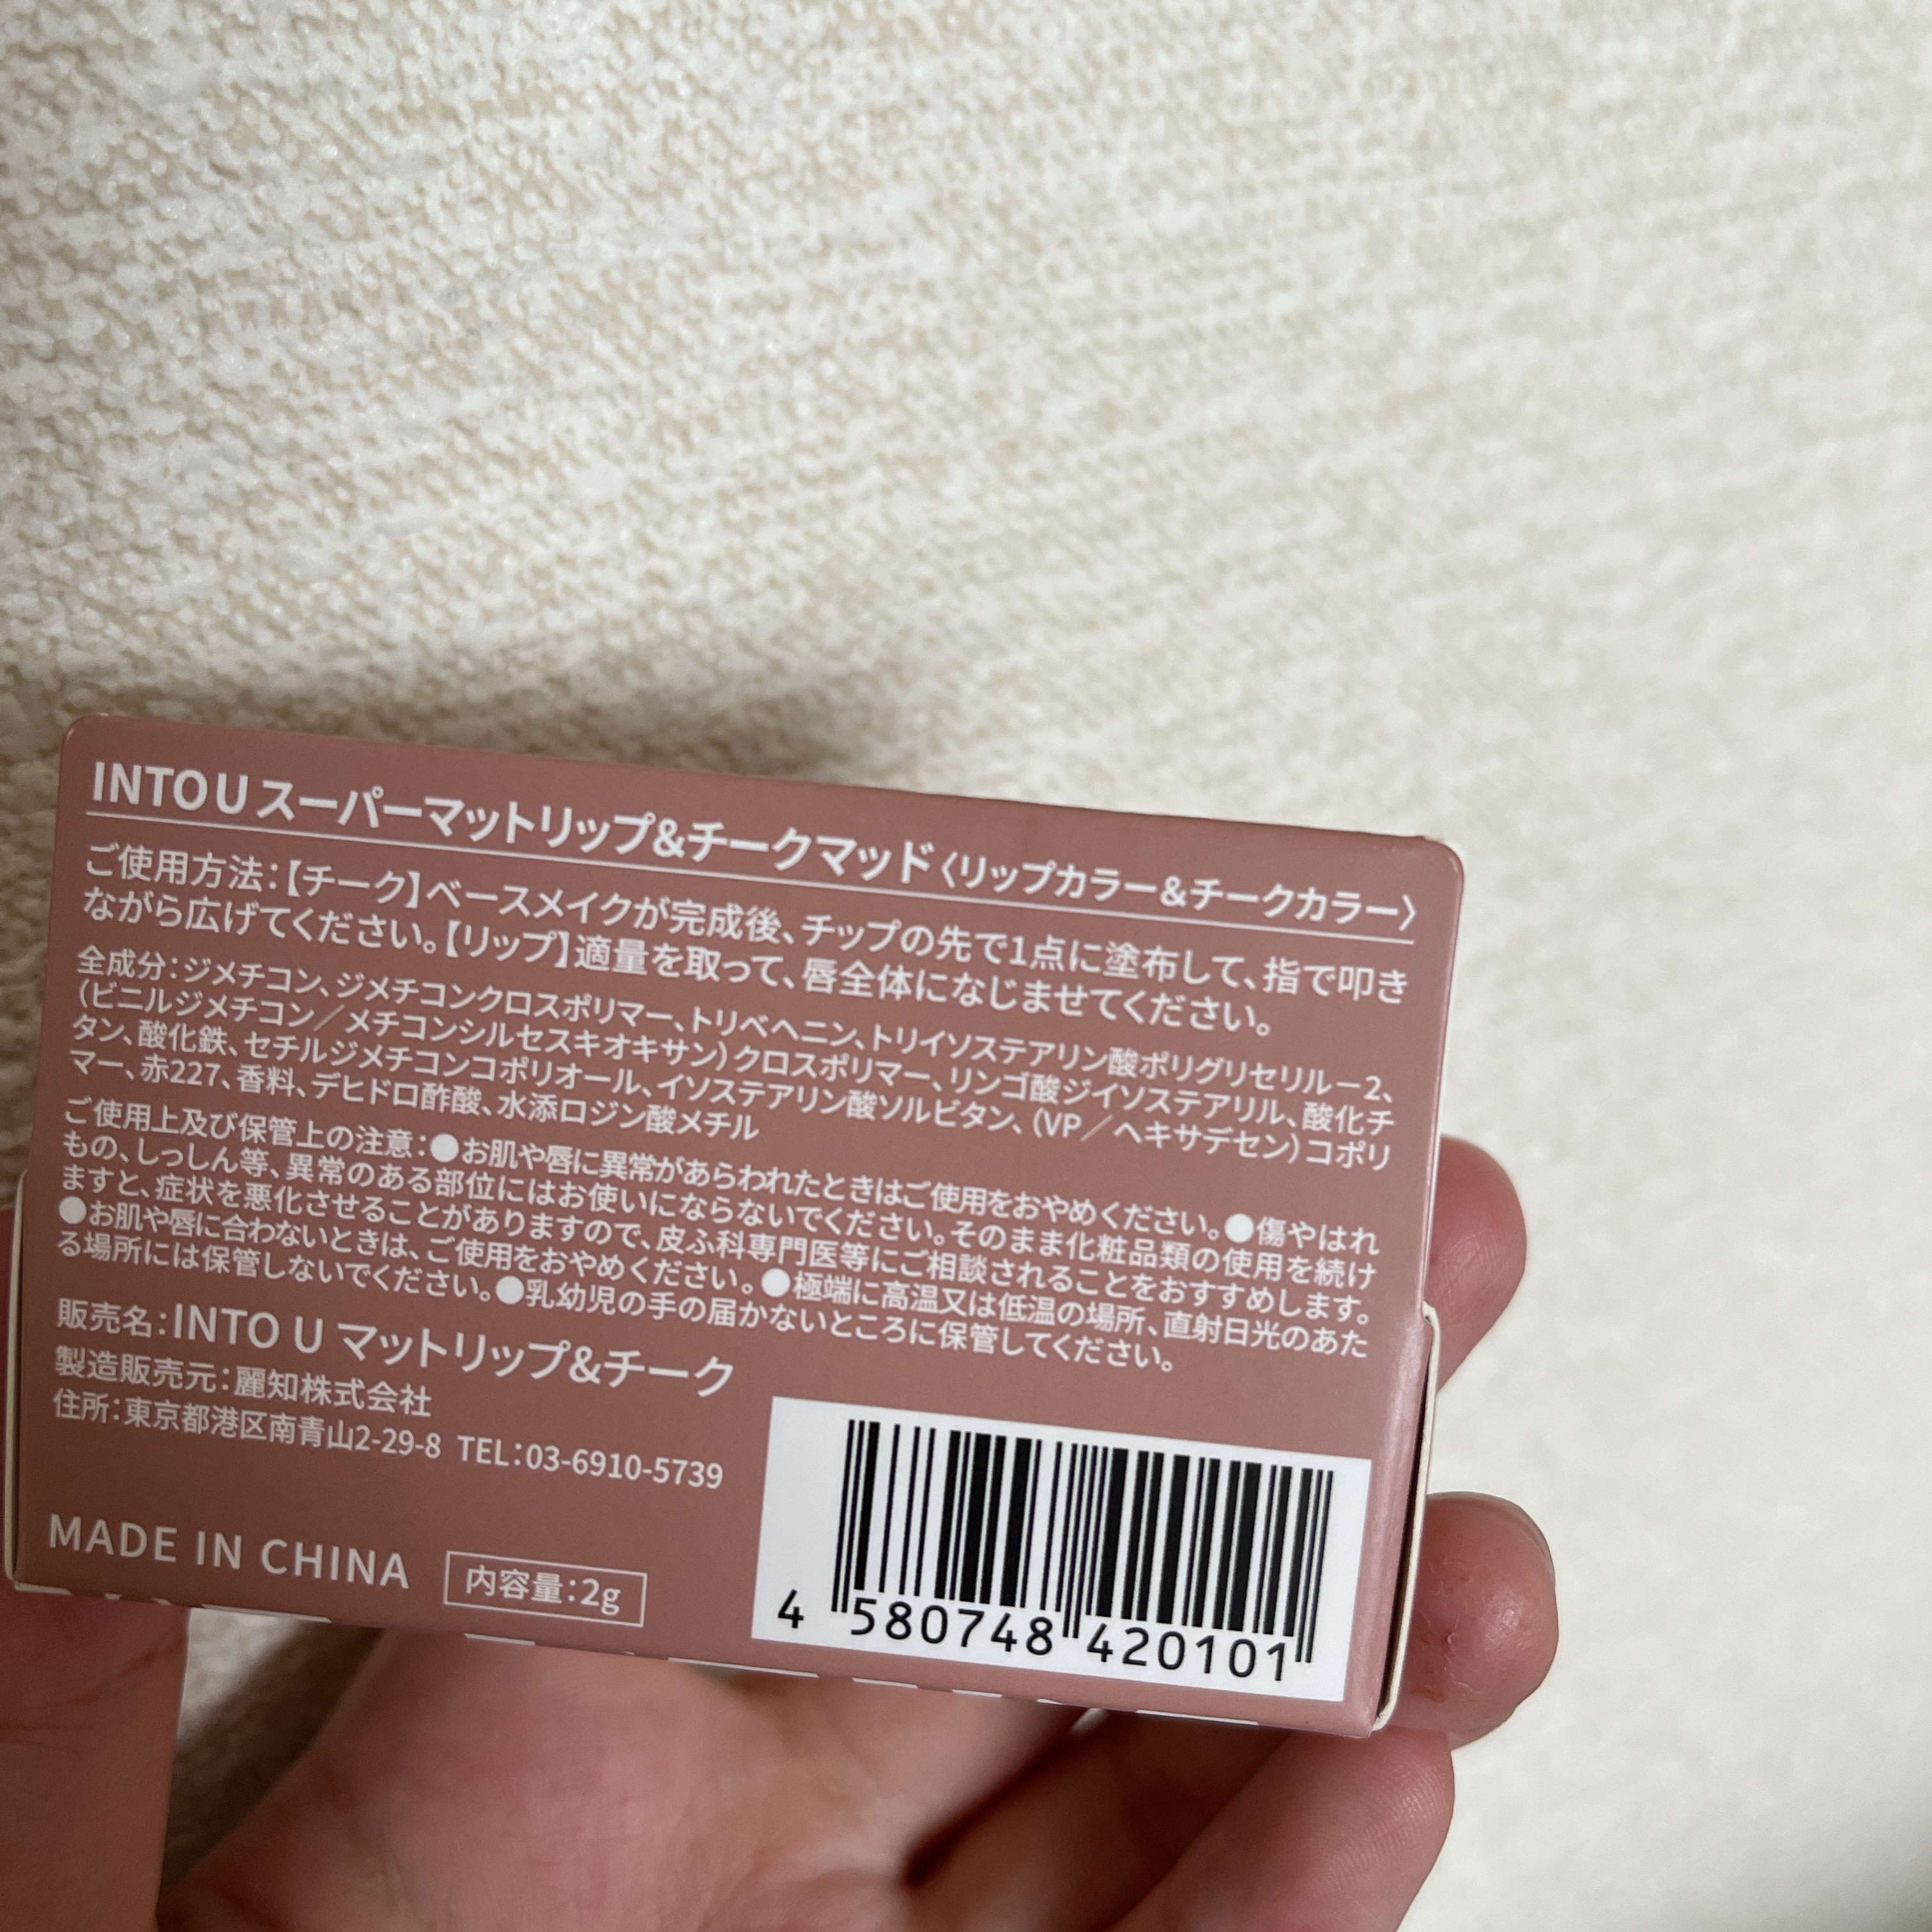 INTO U スーパーマットリップ&チークマッド〈リップカラー&チークカラー〉
ご使用方法：【チーク】ベースメイクが完成後、チップの先で1点に塗布して、指で叩き
ながら広げてください。【リップ】適量を取って、唇全体になじませてください。
全成分：ジメチコン、ジメチコンクロスポリマー、トリベヘニン、トリイソステアリン酸ポリグリセリル－2、
（ビニルジメチコン／メチコンシルセスキオキサン）クロスポリマー、リンゴ酸ジイソステアリル、酸化チ
タン、酸化鉄、セチルジメチコンコポリオール、イソステアリン酸ソルビタン、（VP／ヘキサデセン）コポリ
マー、赤227、香料、デヒドロ酢酸、水添ロジン酸メチル
ご使用上及び保管上の注意：●お肌や唇に異常があらわれたときはご使用をおやめください。●傷やはれ
もの、しっしん等、異常のある部位にはお使いにならないでください。そのまま化粧品類の使用を続け
ますと、症状を悪化させることがありますので、皮ふ科専門医等にご相談されることをおすすめします。
●お肌や唇に合わないときは、ご使用をおやめください。●極端に高温又は低温の場所、直射日光のあた
る場所には保管しないでください。●乳幼児の手の届かないところに保管してください。
販売名：INTO U マットリップ&チーク
製造販売元：麗知株式会社
住所：東京都港区南青山2-29-8 TEL：03-6910-5739
MADE IN CHINA
内容量：2g
4 580748 420101